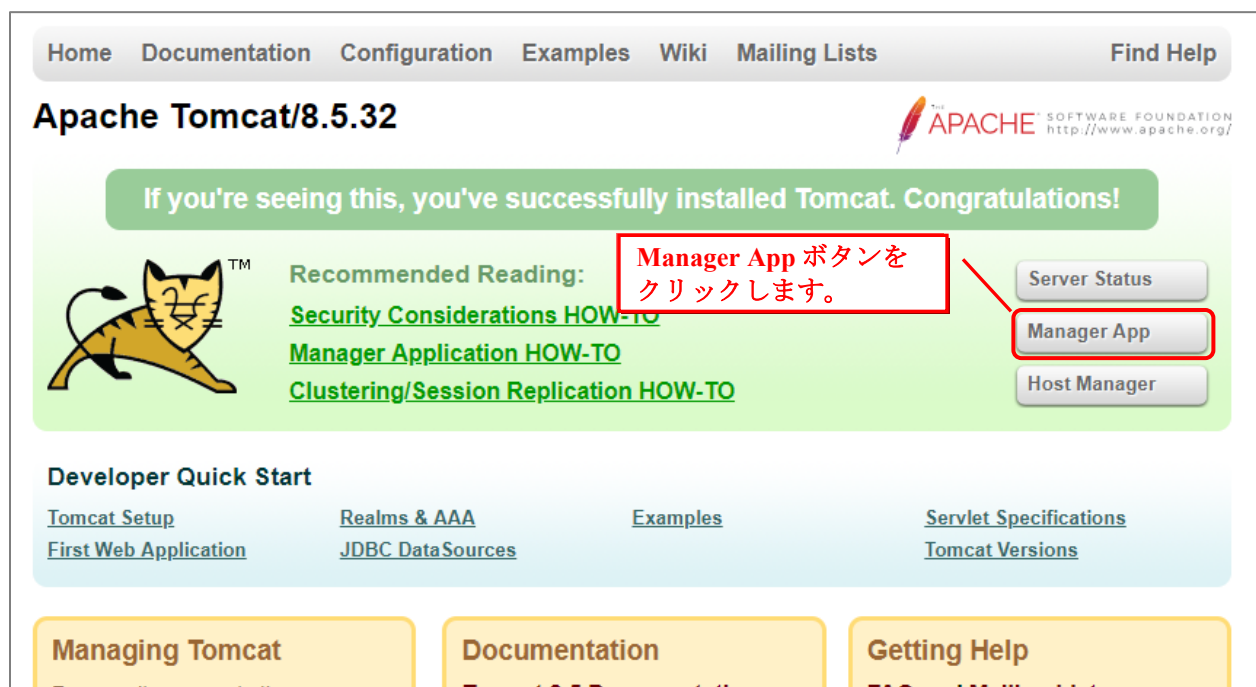 Home Documentation Configuration Examples Wiki Mailing Lists Find Help
Apache Tomcat/8.5.32
THE
APACHE SOFTWARE FOUNDATION
http://www.apache.org/
If you're seeing this, you've successfully installed Tomcat. Congratulations!
TM
Recommended Reading:
Security Considerations HOW-TO
Manager Application HOW-TO
Clustering/Session Replication HOW-TO
Manager App ボタンを
クリックします。
Server Status
Manager App
Host Manager
Developer Quick Start
Tomcat Setup Realms & AAA Examples Servlet Specifications
First Web Application JDBC DataSources Tomcat Versions
Managing Tomcat Documentation Getting Help